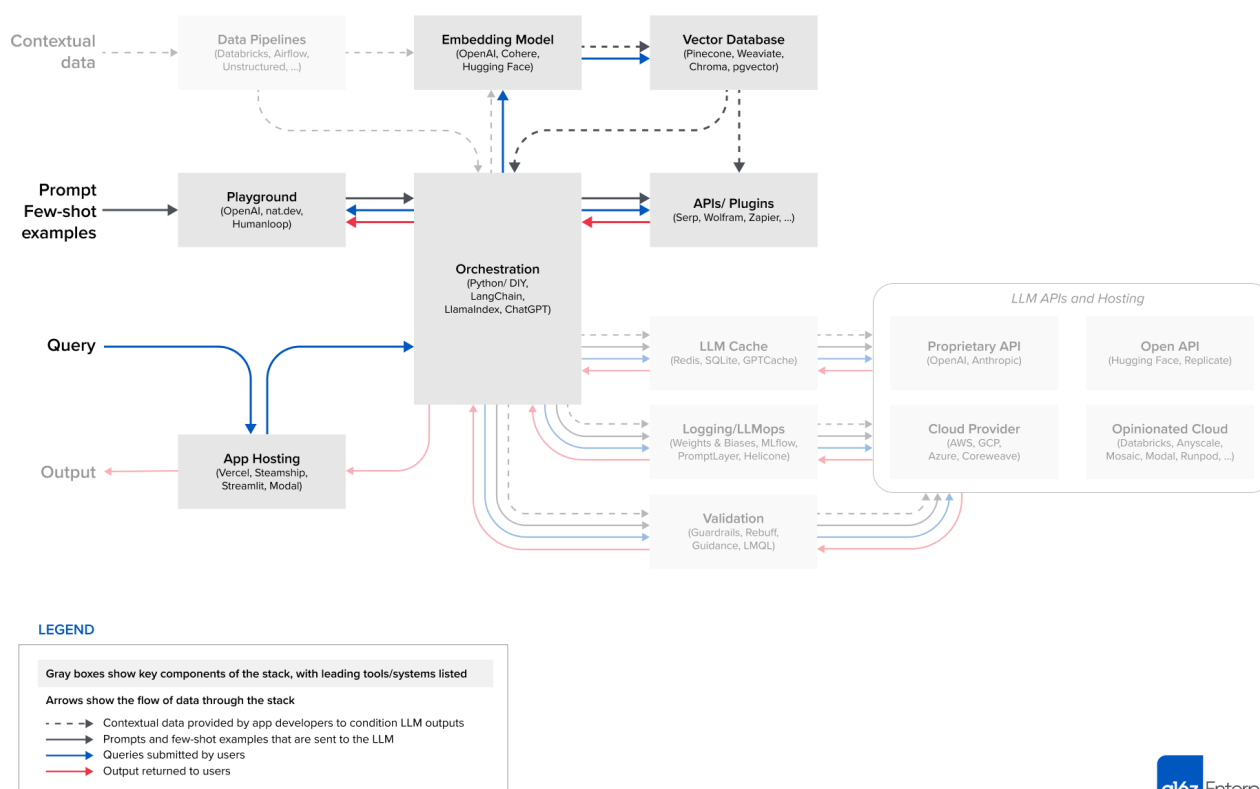 Contextual
data
Data Pipelines
(Databricks, Airflow,
Unstructured, ...)
Embedding Model
(OpenAI, Cohere,
Hugging Face)
Vector Database
(Pinecone, Weaviate,
Chroma, pgvector)
Prompt
Few-shot
examples
Playground
(OpenAI, nat.dev,
Humanloop)
Orchestration
(Python/ DIY,
LangChain,
LlamaIndex, ChatGPT)
APIs/ Plugins
(Serp, Wolfram, Zapier, ...)
LLM APIs and Hosting
Query
LLM Cache
(Redis, SQLite, GPTCache)
Proprietary API
(OpenAI, Anthropic)
Open API
(Hugging Face, Replicate)
Logging/LLMops
(Weights & Biases, MLflow,
PromptLayer, Helicone)
Cloud Provider
(AWS, GCP,
Azure, Coreweave)
Opinionated Cloud
(Databricks, Anyscale,
Mosaic, Modal, Runpod, ...)
Output
App Hosting
(Vercel, Steamship,
Streamlit, Modal)
Validation
(Guardrails, Rebuff,
Guidance, LMQL)
LEGEND
Gray boxes show key components of the stack, with leading tools/systems listed
Arrows show the flow of data through the stack
Contextual data provided by app developers to condition LLM outputs
Prompts and few-shot examples that are sent to the LLM
Queries submitted by users
Output returned to users
a16z